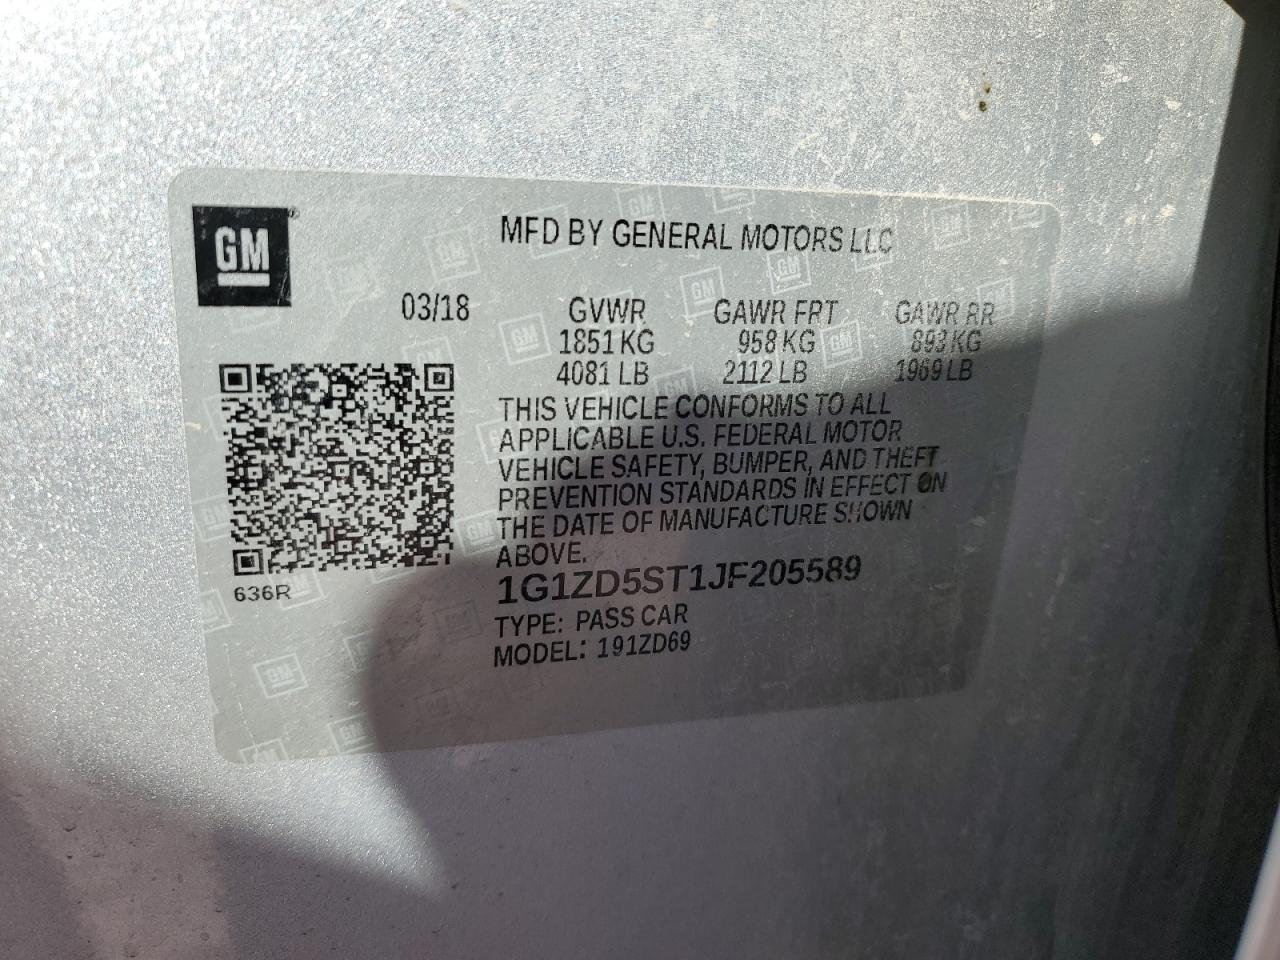 GM
MFD BY GENERAL MOTORS LLC
03/18 GVWR GAWR FRT GAWR RR
1851 KG 958 KG 893 KG
4081 LB 2112 LB 1969 LB
THIS VEHICLE CONFORMS TO ALL
APPLICABLE U.S. FEDERAL MOTOR
VEHICLE SAFETY, BUMPER, AND THEFT
PREVENTION STANDARDS IN EFFECT ON
THE DATE OF MANUFACTURE SHOWN
ABOVE.
1G1ZD5ST1JF205589
636R
TYPE: PASS CAR
MODEL: 191ZD69